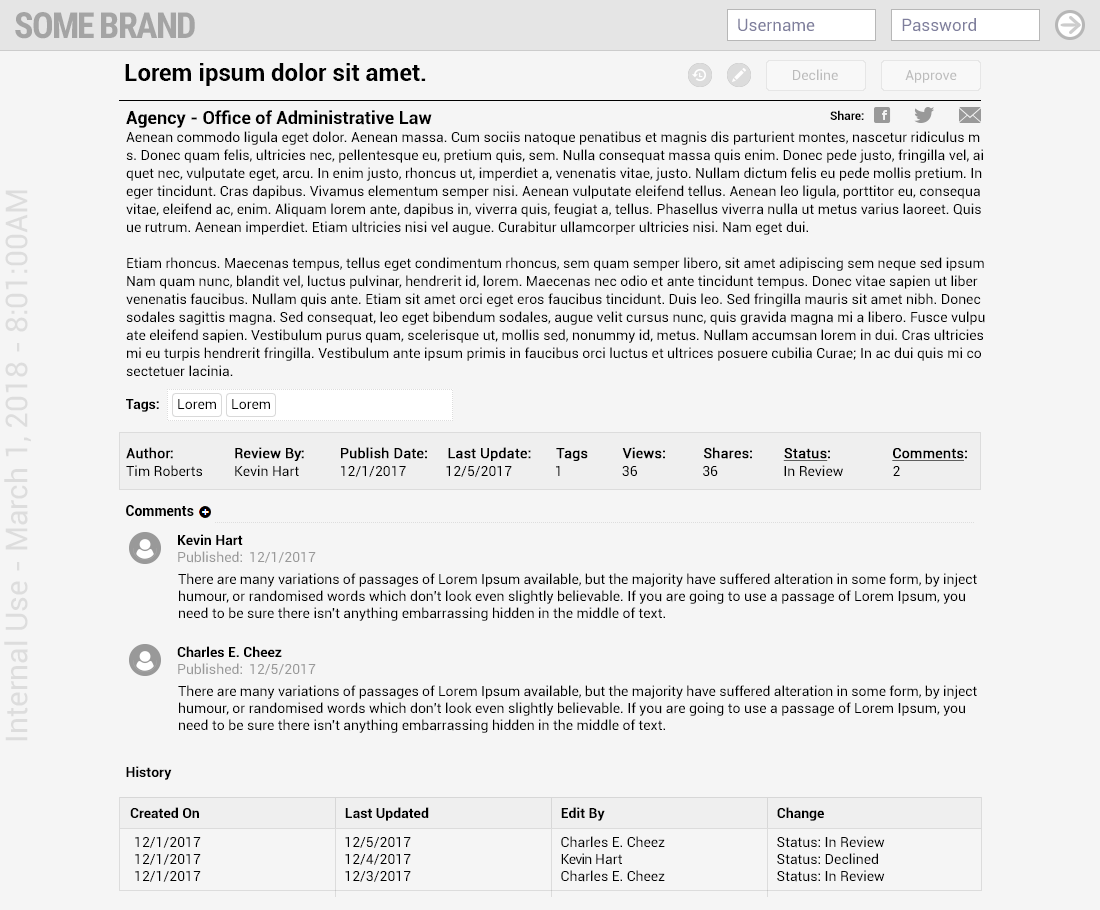 SOME BRAND
Username
Password
Lorem ipsum dolor sit amet.
Decline
Approve
Agency - Office of Administrative Law
Share:
Aenean commodo ligula eget dolor. Aenean massa. Cum sociis natoque penatibus et magnis dis parturient montes, nascetur ridiculus m
s. Donec quam felis, ultricies nec, pellentesque eu, pretium quis, sem. Nulla consequat massa quis enim. Donec pede justo, fringilla vel, ai
quet nec, vulputate eget, arcu. In enim justo, rhoncus ut, imperdiet a, venenatis vitae, justo. Nullam dictum felis eu pede mollis pretium. In
eger tincidunt. Cras dapibus. Vivamus elementum semper nisi. Aenean vulputate eleifend tellus. Aenean leo ligula, porttitor eu, consequa
vitae, eleifend ac, enim. Aliquam lorem ante, dapibus in, viverra quis, feugiat a, tellus. Phasellus viverra nulla ut metus varius laoreet. Quis
ue rutrum. Aenean imperdiet. Etiam ultricies nisi vel augue. Curabitur ullamcorper ultricies nisi. Nam eget dui.
Etiam rhoncus. Maecenas tempus, tellus eget condimentum rhoncus, sem quam semper libero, sit amet adipiscing sem neque sed ipsum
Nam quam nunc, blandit vel, luctus pulvinar, hendrerit id, lorem. Maecenas nec odio et ante tincidunt tempus. Donec vitae sapien ut liber
venenatis faucibus. Nullam quis ante. Etiam sit amet orci eget eros faucibus tincidunt. Duis leo. Sed fringilla mauris sit amet nibh. Donec
sodales sagittis magna. Sed consequat, leo eget bibendum sodales, augue velit cursus nunc, quis gravida magna mi a libero. Fusce vulpu
ate eleifend sapien. Vestibulum purus quam, scelerisque ut, mollis sed, nonummy id, metus. Nullam accumsan lorem in dui. Cras ultricies
mi eu turpis hendrerit fringilla. Vestibulum ante ipsum primis in faucibus orci luctus et ultrices posuere cubilia Curae; In ac dui quis mi co
sectetuer lacinia.
Tags: Lorem Lorem
Author: Review By: Publish Date: Last Update: Tags Views: Shares: Status: Comments:
Tim Roberts Kevin Hart 12/1/2017 12/5/2017 1 36 36 In Review 2
Comments
Kevin Hart
Published: 12/1/2017
There are many variations of passages of Lorem Ipsum available, but the majority have suffered alteration in some form, by inject
humour, or randomised words which don't look even slightly believable. If you are going to use a passage of Lorem Ipsum, you
need to be sure there isn't anything embarrassing hidden in the middle of text.
Charles E. Cheez
Published: 12/5/2017
There are many variations of passages of Lorem Ipsum available, but the majority have suffered alteration in some form, by inject
humour, or randomised words which don't look even slightly believable. If you are going to use a passage of Lorem Ipsum, you
need to be sure there isn't anything embarrassing hidden in the middle of text.
History
Created On Last Updated Edit By Change
12/1/2017 12/5/2017 Charles E. Cheez Status: In Review
12/1/2017 12/4/2017 Kevin Hart Status: Declined
12/1/2017 12/3/2017 Charles E. Cheez Status: In Review
Internal Use - March 1, 2018 - 8:01:00AM